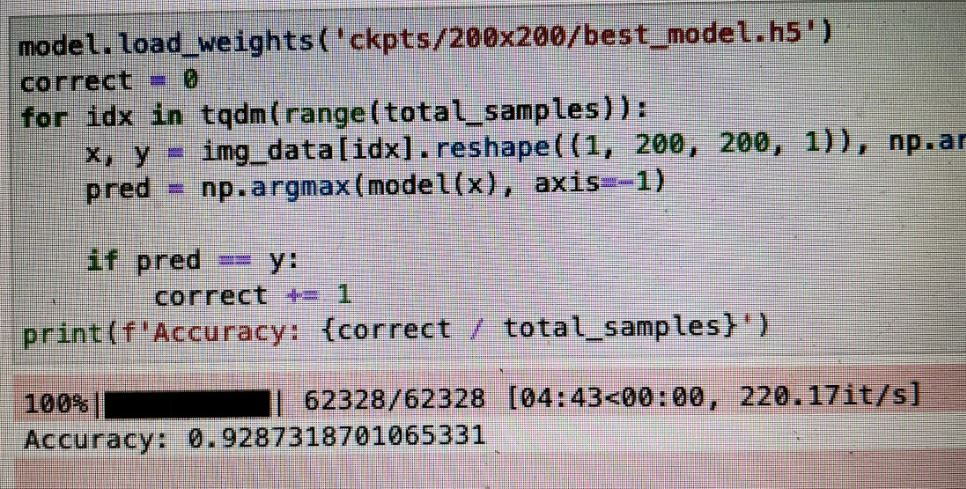 model.load_weights('ckpts/200x200/best_model.h5')
correct = 0
for idx in tqdm(range(total_samples)):
    x, y = img_data[idx].reshape((1, 200, 200, 1)), np.ar
    pred = np.argmax(model(x), axis=-1)
    if pred == y:
        correct += 1
print(f'Accuracy: {correct / total_samples}')
100%| | 62328/62328 [04:43<00:00, 220.17it/s]
Accuracy: 0.9287318701065331